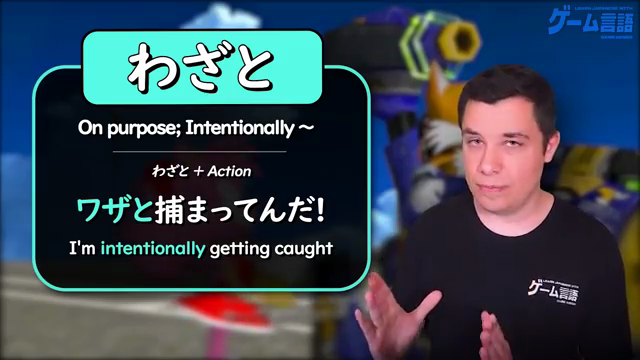 わざと
On purpose; Intentionally ～
わざと + Action
ワザと捕まってんだ!
I'm intentionally getting caught
ゲーム言語
ゲーム言語